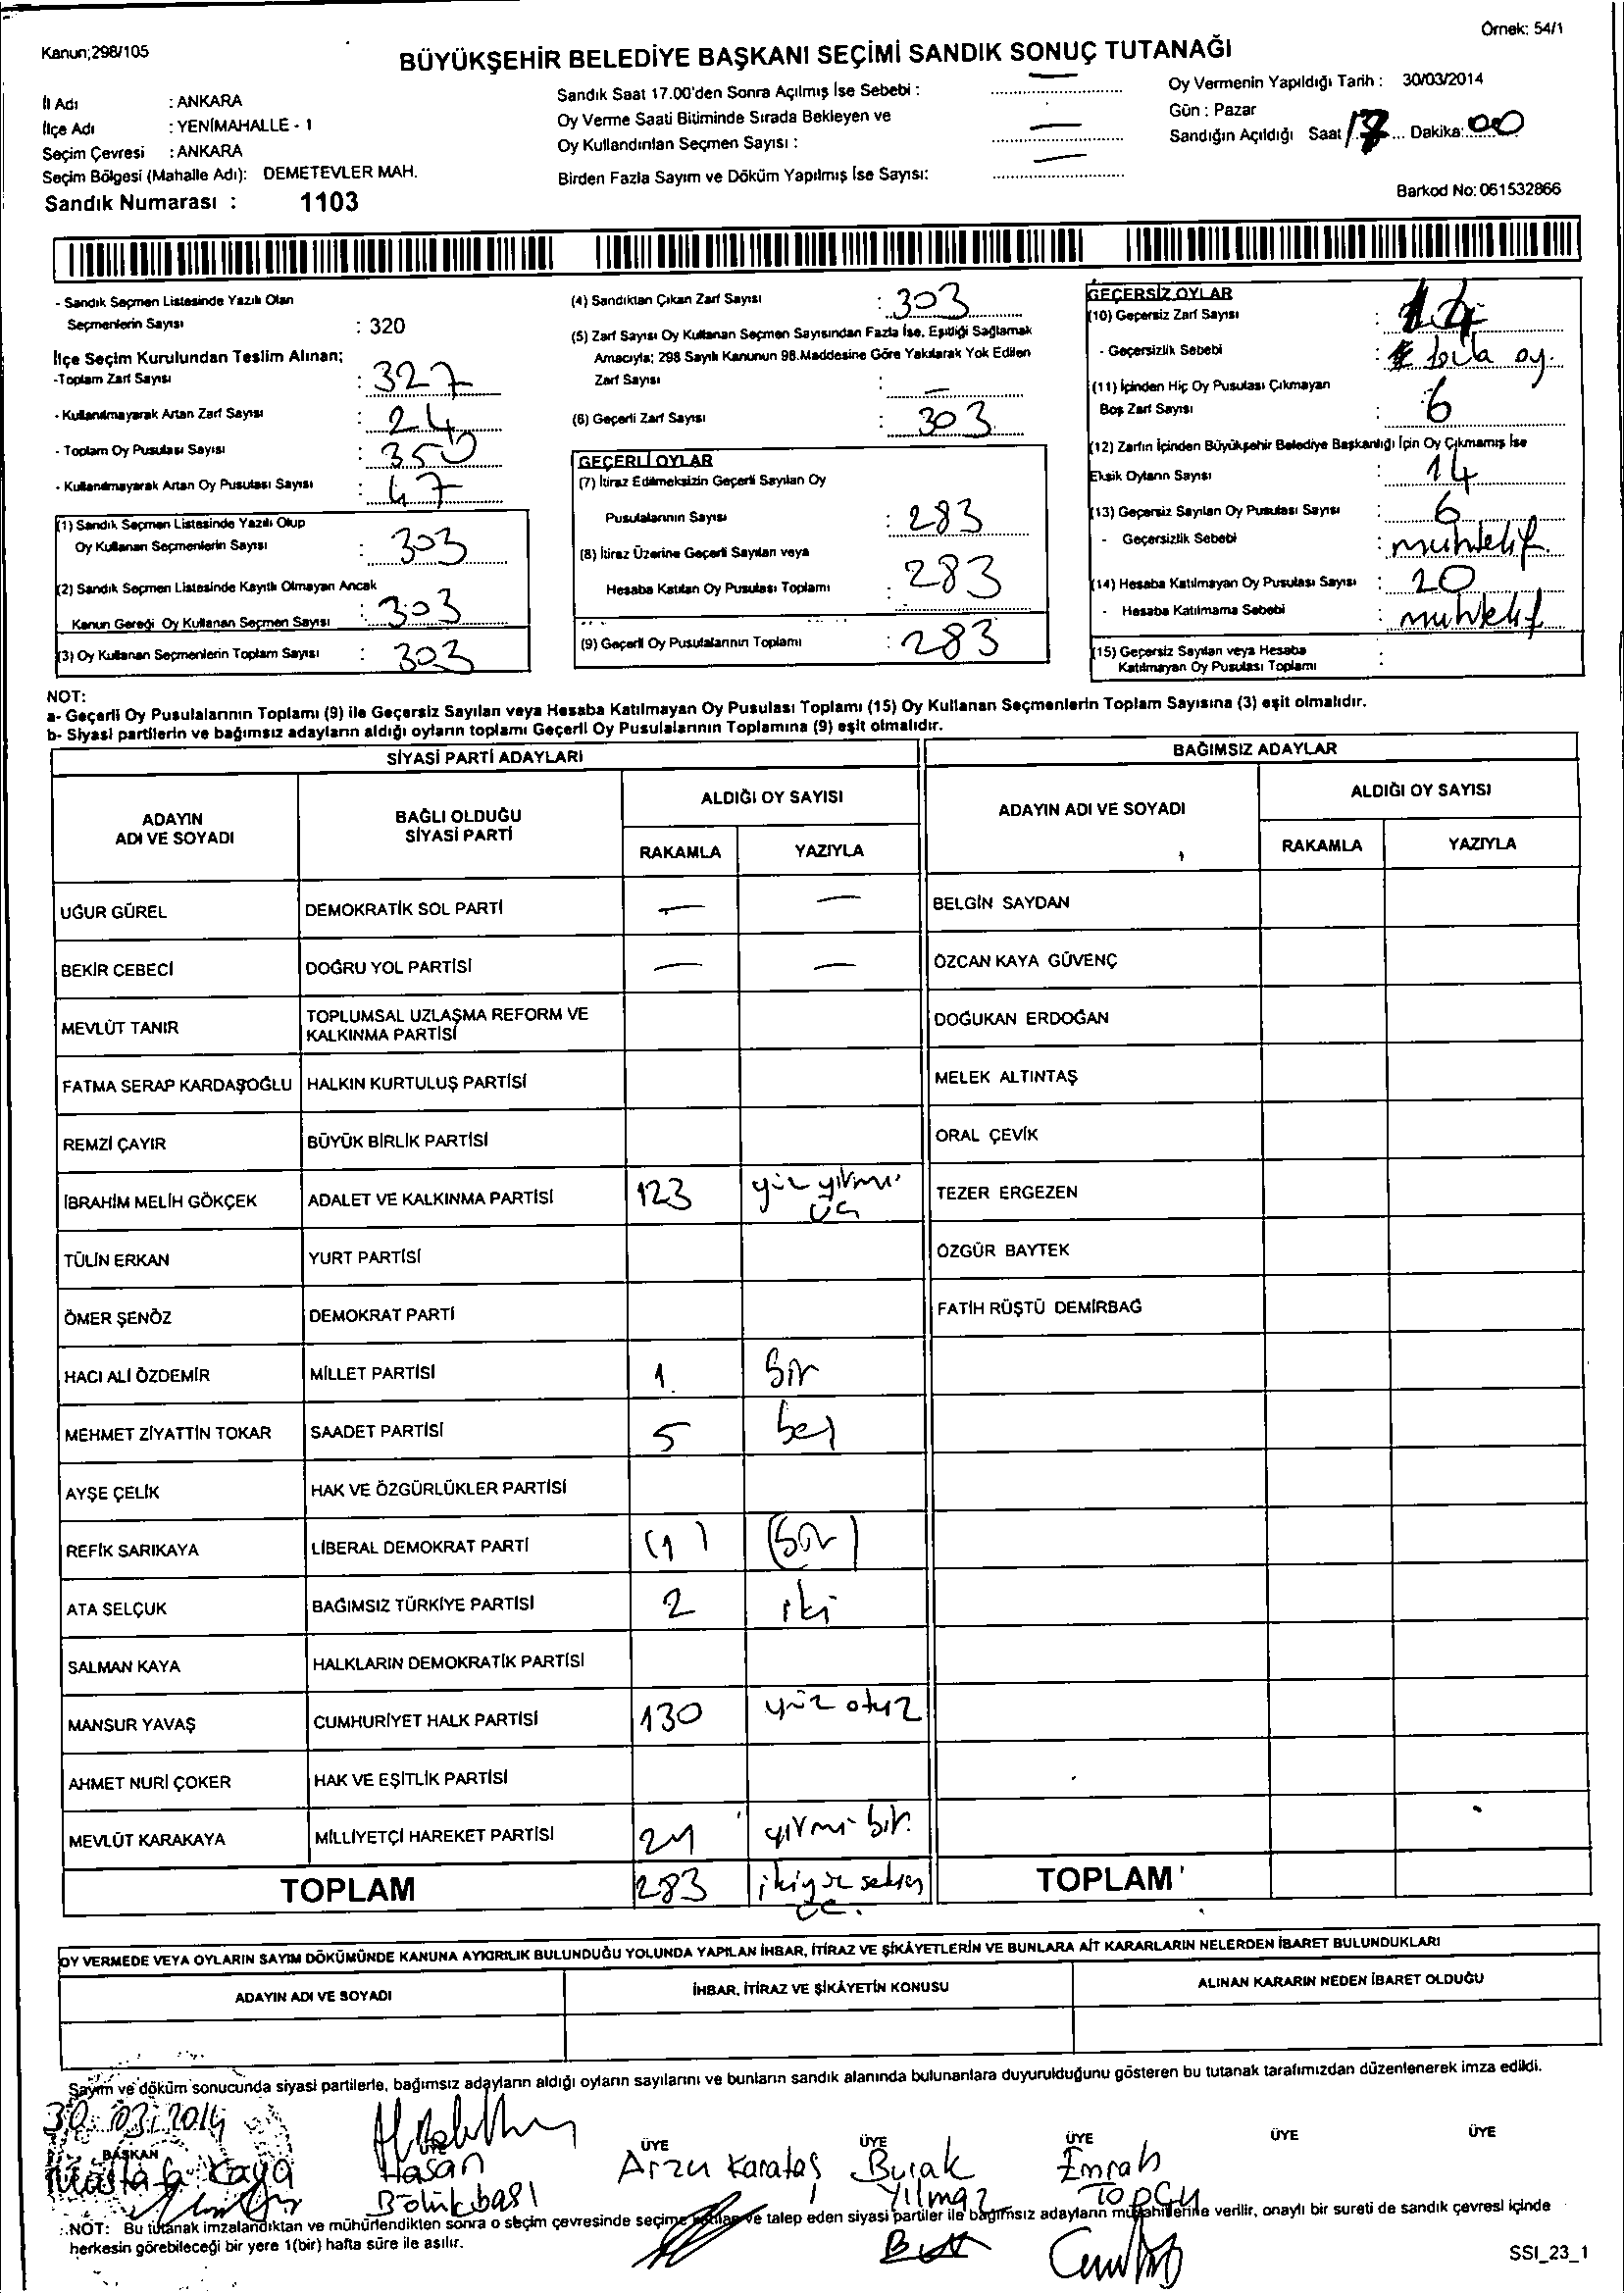 Örnek: 54/1
Kanun;298/105
BÜYÜKŞEHİR BELEDİYE BAŞKANI SEÇİMİ SANDIK SONUÇ TUTANAĞI
İl Adı : ANKARA
İlçe Adı : YENİMAHALLE - 1
Seçim Çevresi : ANKARA
Seçim Bölgesi (Mahalle Adı): DEMETEVLER MAH.
Sandık Numarası : 1103
Sandık Saat 17.00'den Sonra Açılmış İse Sebebi : —
Oy Verme Saati Bitiminde Sırada Bekleyen ve
Oy Kullandırılan Seçmen Sayısı : —
Birden Fazla Sayım ve Döküm Yapılmış İse Sayısı: —
Oy Vermenin Yapıldığı Tarih : 30/03/2014
Gün : Pazar
Sandığın Açıldığı Saat 17 ... Dakika: 00
Barkod No: 061532866
- Sandık Seçmen Listesinde Yazılı Olan
Seçmenlerin Sayısı : 320
İlçe Seçim Kurulundan Teslim Alınan;
-Toplam Zarf Sayısı : 327
- Kullanılmayarak Artan Zarf Sayısı : 24
- Toplam Oy Pusulası Sayısı : 350
- Kullanılmayarak Artan Oy Pusulası Sayısı : 47
(1) Sandık Seçmen Listesinde Yazılı Olup
Oy Kullanan Seçmenlerin Sayısı : 303
(2) Sandık Seçmen Listesinde Kayıtlı Olmayan Ancak
Kanun Gereği Oy Kullanan Seçmen Sayısı : 303
(3) Oy Kullanan Seçmenlerin Toplam Sayısı : 303
(4) Sandıktan Çıkan Zarf Sayısı : 303
(5) Zarf Sayısı Oy Kullanan Seçmen Sayısından Fazla İse, Eşitliği Sağlamak
Amacıyla; 298 Sayılı Kanunun 98.Maddesine Göre Yakılarak Yok Edilen
Zarf Sayısı : —
(6) Geçerli Zarf Sayısı : 303
GEÇERLİ OYLAR
(7) İtiraz Edilmeksizin Geçerli Sayılan Oy
Pusulalarının Sayısı : 283
(8) İtiraz Üzerine Geçerli Sayılan veya
Hesaba Katılan Oy Pusulası Toplamı : 283
(9) Geçerli Oy Pusulalarının Toplamı : 283
GEÇERSİZ OYLAR
(10) Geçersiz Zarf Sayısı :
- Geçersizlik Sebebi : oy.
(11) İçinden Hiç Oy Pusulası Çıkmayan
Boş Zarf Sayısı : 6
(12) Zarfın İçinden Büyükşehir Belediye Başkanlığı İçin Oy Çıkmamış İse
Eksik Oyların Sayısı : 14
(13) Geçersiz Sayılan Oy Pusulası Sayısı : 6
- Geçersizlik Sebebi : muhtelif
(14) Hesaba Katılmayan Oy Pusulası Sayısı : 20
- Hesaba Katılmama Sebebi : muhtelif
(15) Geçersiz Sayılan veya Hesaba
Katılmayan Oy Pusulası Toplamı :
NOT:
a- Geçerli Oy Pusulalarının Toplamı (9) ile Geçersiz Sayılan veya Hesaba Katılmayan Oy Pusulası Toplamı (15) Oy Kullanan Seçmenlerin Toplam Sayısına (3) eşit olmalıdır.
b- Siyasi partilerin ve bağımsız adayların aldığı oyların toplamı Geçerli Oy Pusulalarının Toplamına (9) eşit olmalıdır.
SİYASİ PARTİ ADAYLARI
ADAYIN ADI VE SOYADI
BAĞLI OLDUĞU SİYASİ PARTİ
ALDIĞI OY SAYISI
RAKAMLA YAZIYLA
UĞUR GÜREL DEMOKRATİK SOL PARTİ — —
BEKİR CEBECİ DOĞRU YOL PARTİSİ — —
MEVLÜT TANIR TOPLUMSAL UZLAŞMA REFORM VE KALKINMA PARTİSİ
FATMA SERAP KARDAŞOĞLU HALKIN KURTULUŞ PARTİSİ
REMZİ ÇAYIR BÜYÜK BİRLİK PARTİSİ
İBRAHİM MELİH GÖKÇEK ADALET VE KALKINMA PARTİSİ 123 yüz yirmi üç
TÜLİN ERKAN YURT PARTİSİ
ÖMER ŞENÖZ DEMOKRAT PARTİ
HACI ALİ ÖZDEMİR MİLLET PARTİSİ 1 Bir
MEHMET ZİYATTİN TOKAR SAADET PARTİSİ 5 beş
AYŞE ÇELİK HAK VE ÖZGÜRLÜKLER PARTİSİ
REFİK SARIKAYA LİBERAL DEMOKRAT PARTİ (1) (Bir)
ATA SELÇUK BAĞIMSIZ TÜRKİYE PARTİSİ 2 iki
SALMAN KAYA HALKLARIN DEMOKRATİK PARTİSİ
MANSUR YAVAŞ CUMHURİYET HALK PARTİSİ 130 yüz otuz
AHMET NURİ ÇOKER HAK VE EŞİTLİK PARTİSİ
MEVLÜT KARAKAYA MİLLİYETÇİ HAREKET PARTİSİ 21 yirmi bir
TOPLAM 283 ikiyüz seksen üç.
BAĞIMSIZ ADAYLAR
ADAYIN ADI VE SOYADI
ALDIĞI OY SAYISI
RAKAMLA YAZIYLA
BELGİN SAYDAN
ÖZCAN KAYA GÜVENÇ
DOĞUKAN ERDOĞAN
MELEK ALTINTAŞ
ORAL ÇEVİK
TEZER ERGEZEN
ÖZGÜR BAYTEK
FATİH RÜŞTÜ DEMİRBAĞ
TOPLAM
OY VERMEDE VEYA OYLARIN SAYIM DÖKÜMÜNDE KANUNA AYKIRILIK BULUNDUĞU YOLUNDA YAPILAN İHBAR, İTİRAZ VE ŞİKÂYETLERİN VE BUNLARA AİT KARARLARIN NELERDEN İBARET BULUNDUKLARI
ADAYIN ADI VE SOYADI İHBAR, İTİRAZ VE ŞİKÂYETİN KONUSU ALINAN KARARIN NEDEN İBARET OLDUĞU
Sayım ve döküm sonucunda siyasi partilerle, bağımsız adayların aldığı oyların sayılarını ve bunların sandık alanında bulunanlara duyurulduğunu gösteren bu tutanak tarafımızdan düzenlenerek imza edildi.
30.03.2014
BAŞKAN ÜYE ÜYE ÜYE ÜYE ÜYE ÜYE
Mustafa Kaya Hasan Bölükbaşı Arzu Karataş Burak Yılmaz Emrah Topçu
NOT: Bu tutanak imzalandıktan ve mühürlendikten sonra o seçim çevresinde seçime katılan ve talep eden siyasi partiler ile bağımsız adayların müşahitlerine verilir, onaylı bir sureti de sandık çevresi içinde
herkesin görebileceği bir yere 1(bir) hafta süre ile asılır.
SSI_23_1